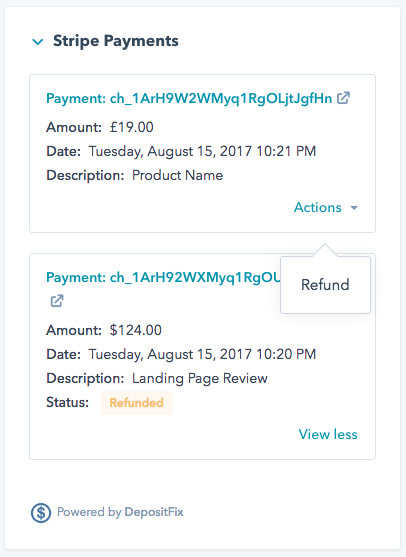 Stripe Payments
Payment: ch_1ArH9W2WMyq1RgOLjtJgfHn
Amount: £19.00
Date: Tuesday, August 15, 2017 10:21 PM
Description: Product Name
Actions
Refund
Payment: ch_1ArH92WXMyq1RgOU
Amount: $124.00
Date: Tuesday, August 15, 2017 10:20 PM
Description: Landing Page Review
Status: Refunded
View less
Powered by DepositFix